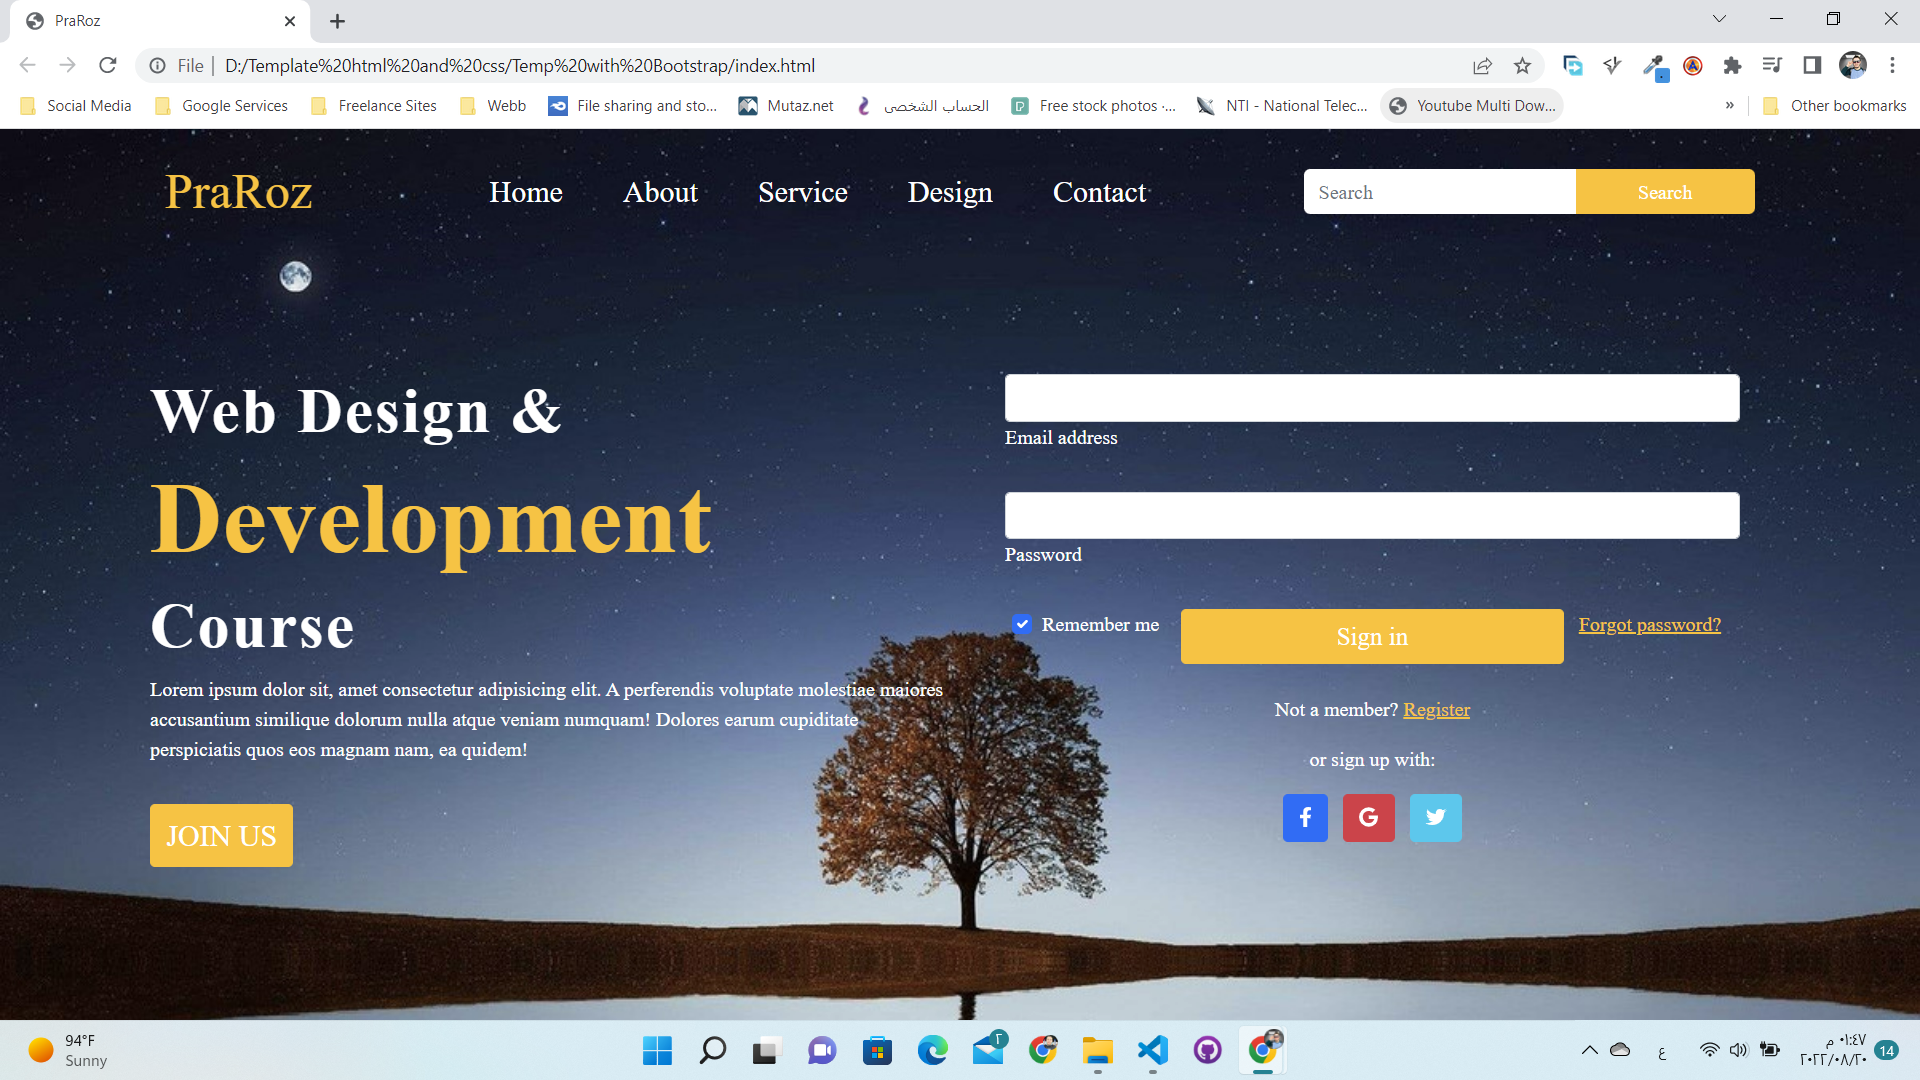 PraRoz
File | D:/Template%20html%20and%20css/Temp%20with%20Bootstrap/index.html
Social Media Google Services Freelance Sites Webb File sharing and sto... Mutaz.net الحساب الشخصى Free stock photos ·... NTI - National Telec... Youtube Multi Dow... » Other bookmarks
PraRoz Home About Service Design Contact Search Search
Web Design &
Development
Course
Lorem ipsum dolor sit, amet consectetur adipisicing elit. A perferendis voluptate molestiae maiores
accusantium similique dolorum nulla atque veniam numquam! Dolores earum cupiditate
perspiciatis quos eos magnam nam, ea quidem!
JOIN US
Email address
Password
Remember me Sign in Forgot password?
Not a member? Register
or sign up with:
94°F
Sunny
٢
ع
٠١:٤٧ م
٢٠٢٢/٠٨/٢٠
14